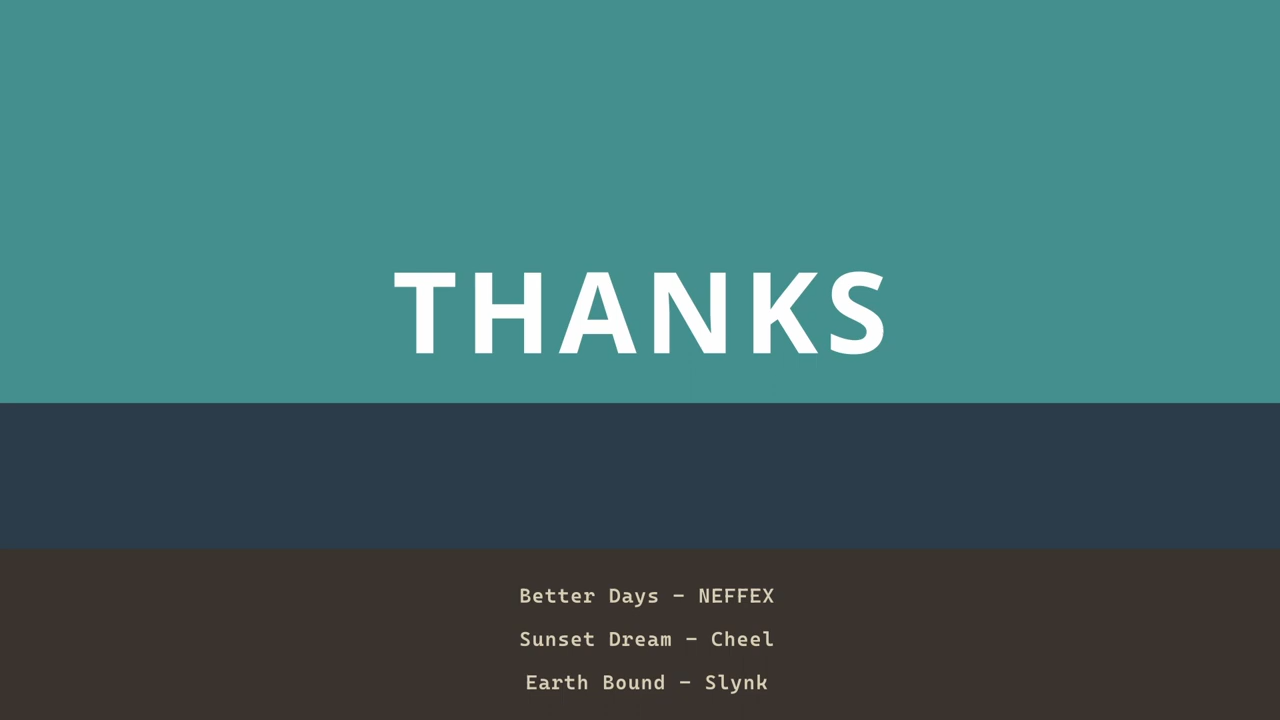 THANKS
Better Days – NEFFEX
Sunset Dream – Cheel
Earth Bound – Slynk